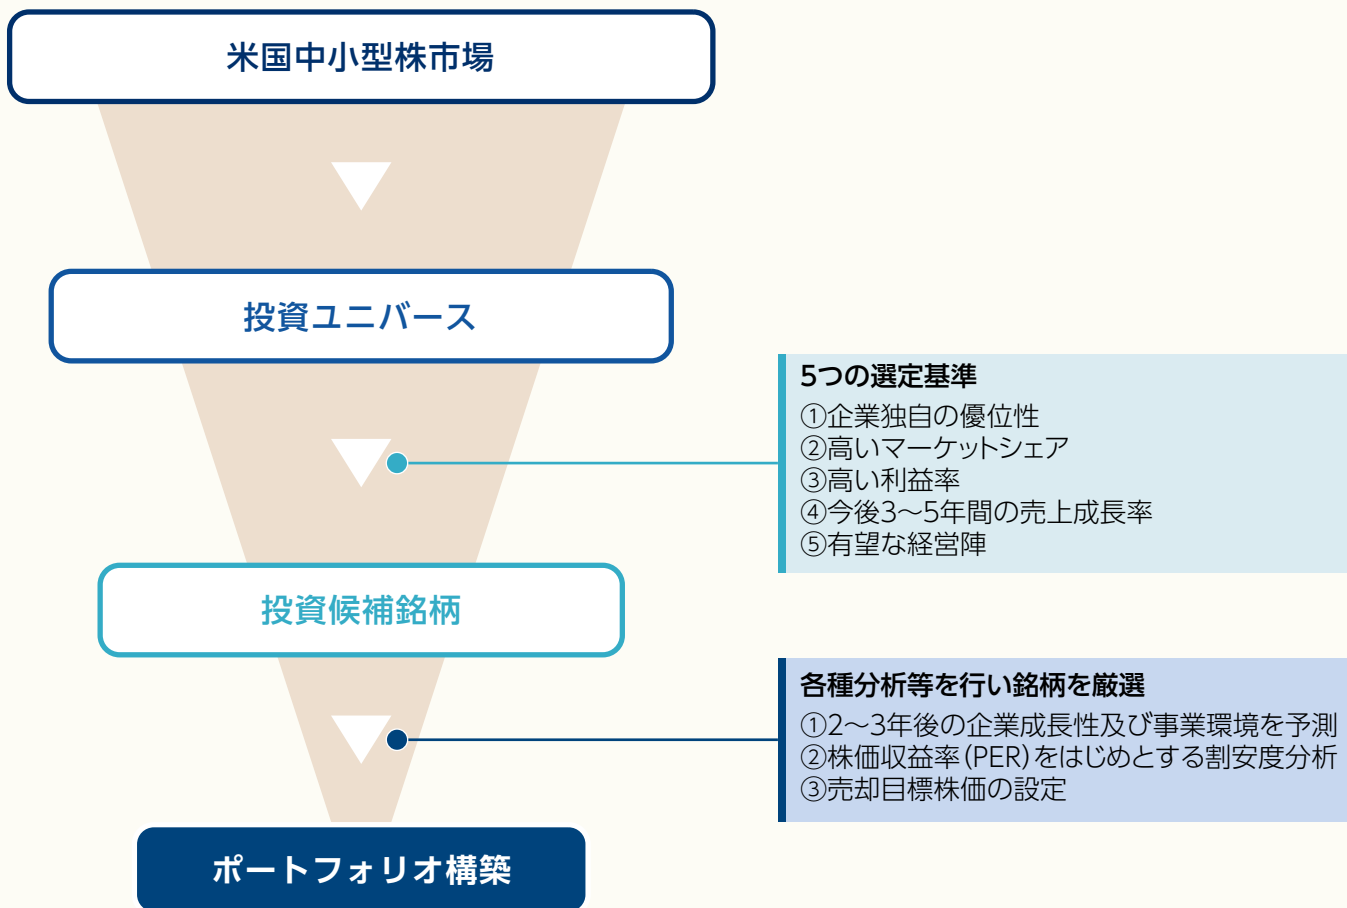 米国中小型株市場
投資ユニバース
5つの選定基準
①企業独自の優位性
②高いマーケットシェア
③高い利益率
④今後3～5年間の売上成長率
⑤有望な経営陣
投資候補銘柄
各種分析等を行い銘柄を厳選
①2～3年後の企業成長性及び事業環境を予測
②株価収益率(PER)をはじめとする割安度分析
③売却目標株価の設定
ポートフォリオ構築